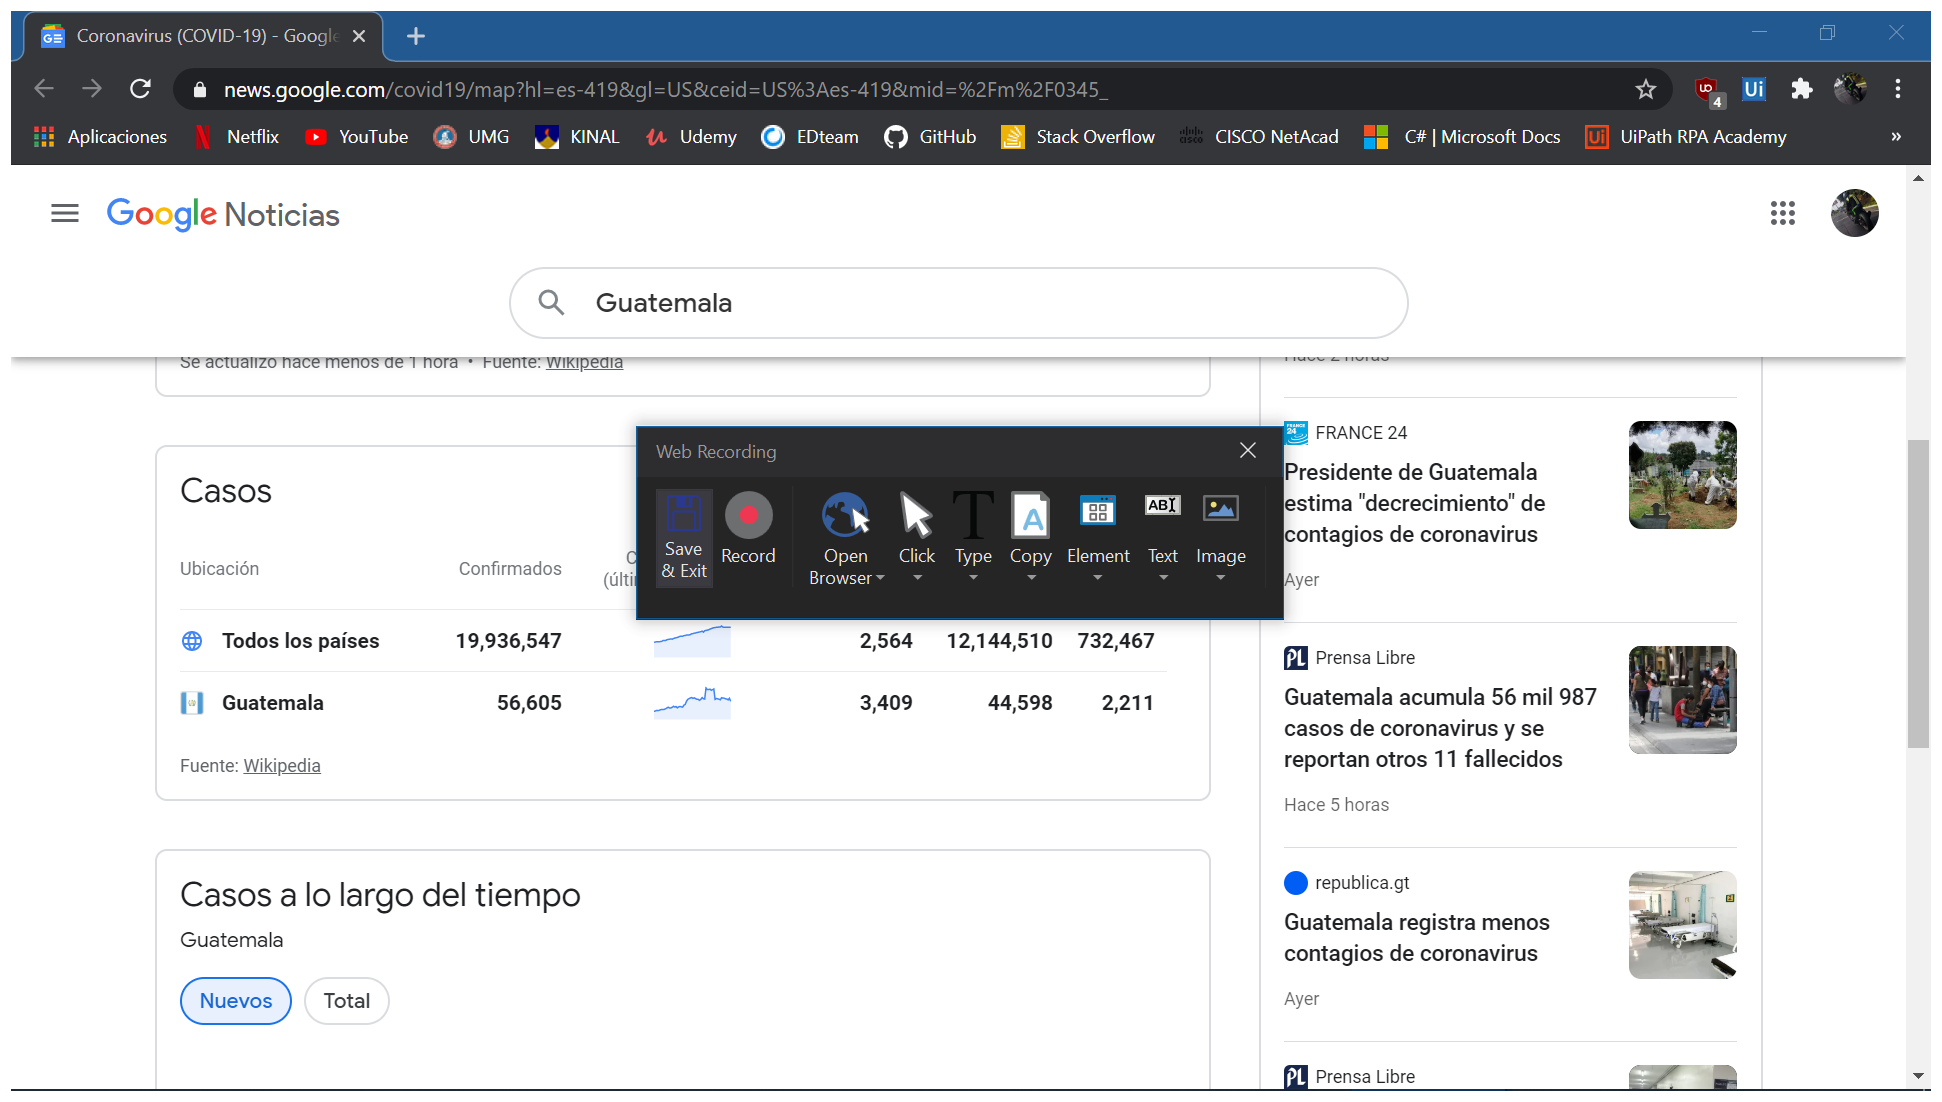 Coronavirus (COVID-19) - Google
news.google.com/covid19/map?hl=es-419&gl=US&ceid=US%3Aes-419&mid=%2Fm%2F0345_
4
Ui
Aplicaciones
Netflix
YouTube
UMG
KINAL
Udemy
EDteam
GitHub
Stack Overflow
CISCO NetAcad
C# | Microsoft Docs
UiPath RPA Academy
»
Google Noticias
Guatemala
Se actualizó hace menos de 1 hora • Fuente: Wikipedia
Casos
Ubicación
Confirmados
Todos los países 19,936,547 2,564 12,144,510 732,467
Guatemala 56,605 3,409 44,598 2,211
Fuente: Wikipedia
Casos a lo largo del tiempo
Guatemala
Nuevos
Total
Web Recording
Save
& Exit
Record
Open
Browser
Click
Type
Copy
Element
Text
Image
Hace 2 horas
FRANCE 24
Presidente de Guatemala
estima "decrecimiento" de
contagios de coronavirus
Ayer
PL Prensa Libre
Guatemala acumula 56 mil 987
casos de coronavirus y se
reportan otros 11 fallecidos
Hace 5 horas
republica.gt
Guatemala registra menos
contagios de coronavirus
Ayer
PL Prensa Libre